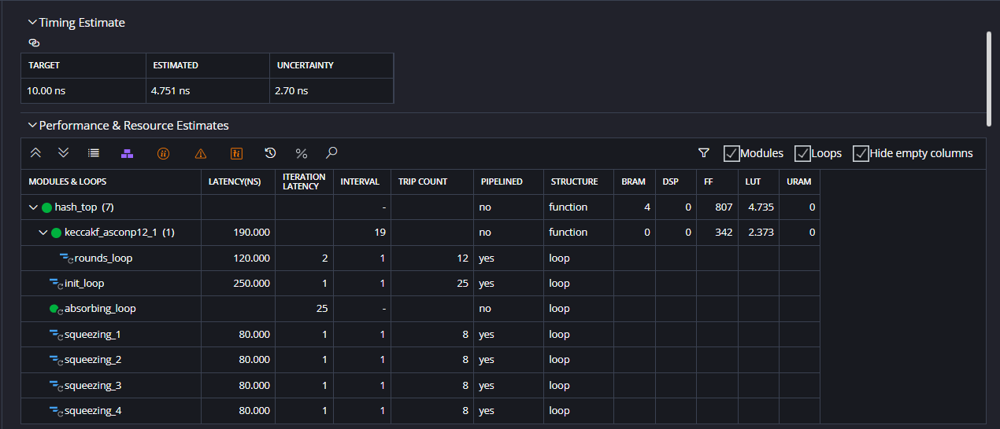 Timing Estimate
TARGET ESTIMATED UNCERTAINTY
10.00 ns 4.751 ns 2.70 ns
Performance & Resource Estimates
% Modules Loops Hide empty columns
MODULES & LOOPS LATENCY(NS) ITERATION LATENCY INTERVAL TRIP COUNT PIPELINED STRUCTURE BRAM DSP FF LUT URAM
hash_top (7) - no function 4 0 807 4.735 0
keccakf_asconp12_1 (1) 190.000 19 no function 0 0 342 2.373 0
rounds_loop 120.000 2 1 12 yes loop
init_loop 250.000 1 1 25 yes loop
absorbing_loop 25 - no loop
squeezing_1 80.000 1 1 8 yes loop
squeezing_2 80.000 1 1 8 yes loop
squeezing_3 80.000 1 1 8 yes loop
squeezing_4 80.000 1 1 8 yes loop